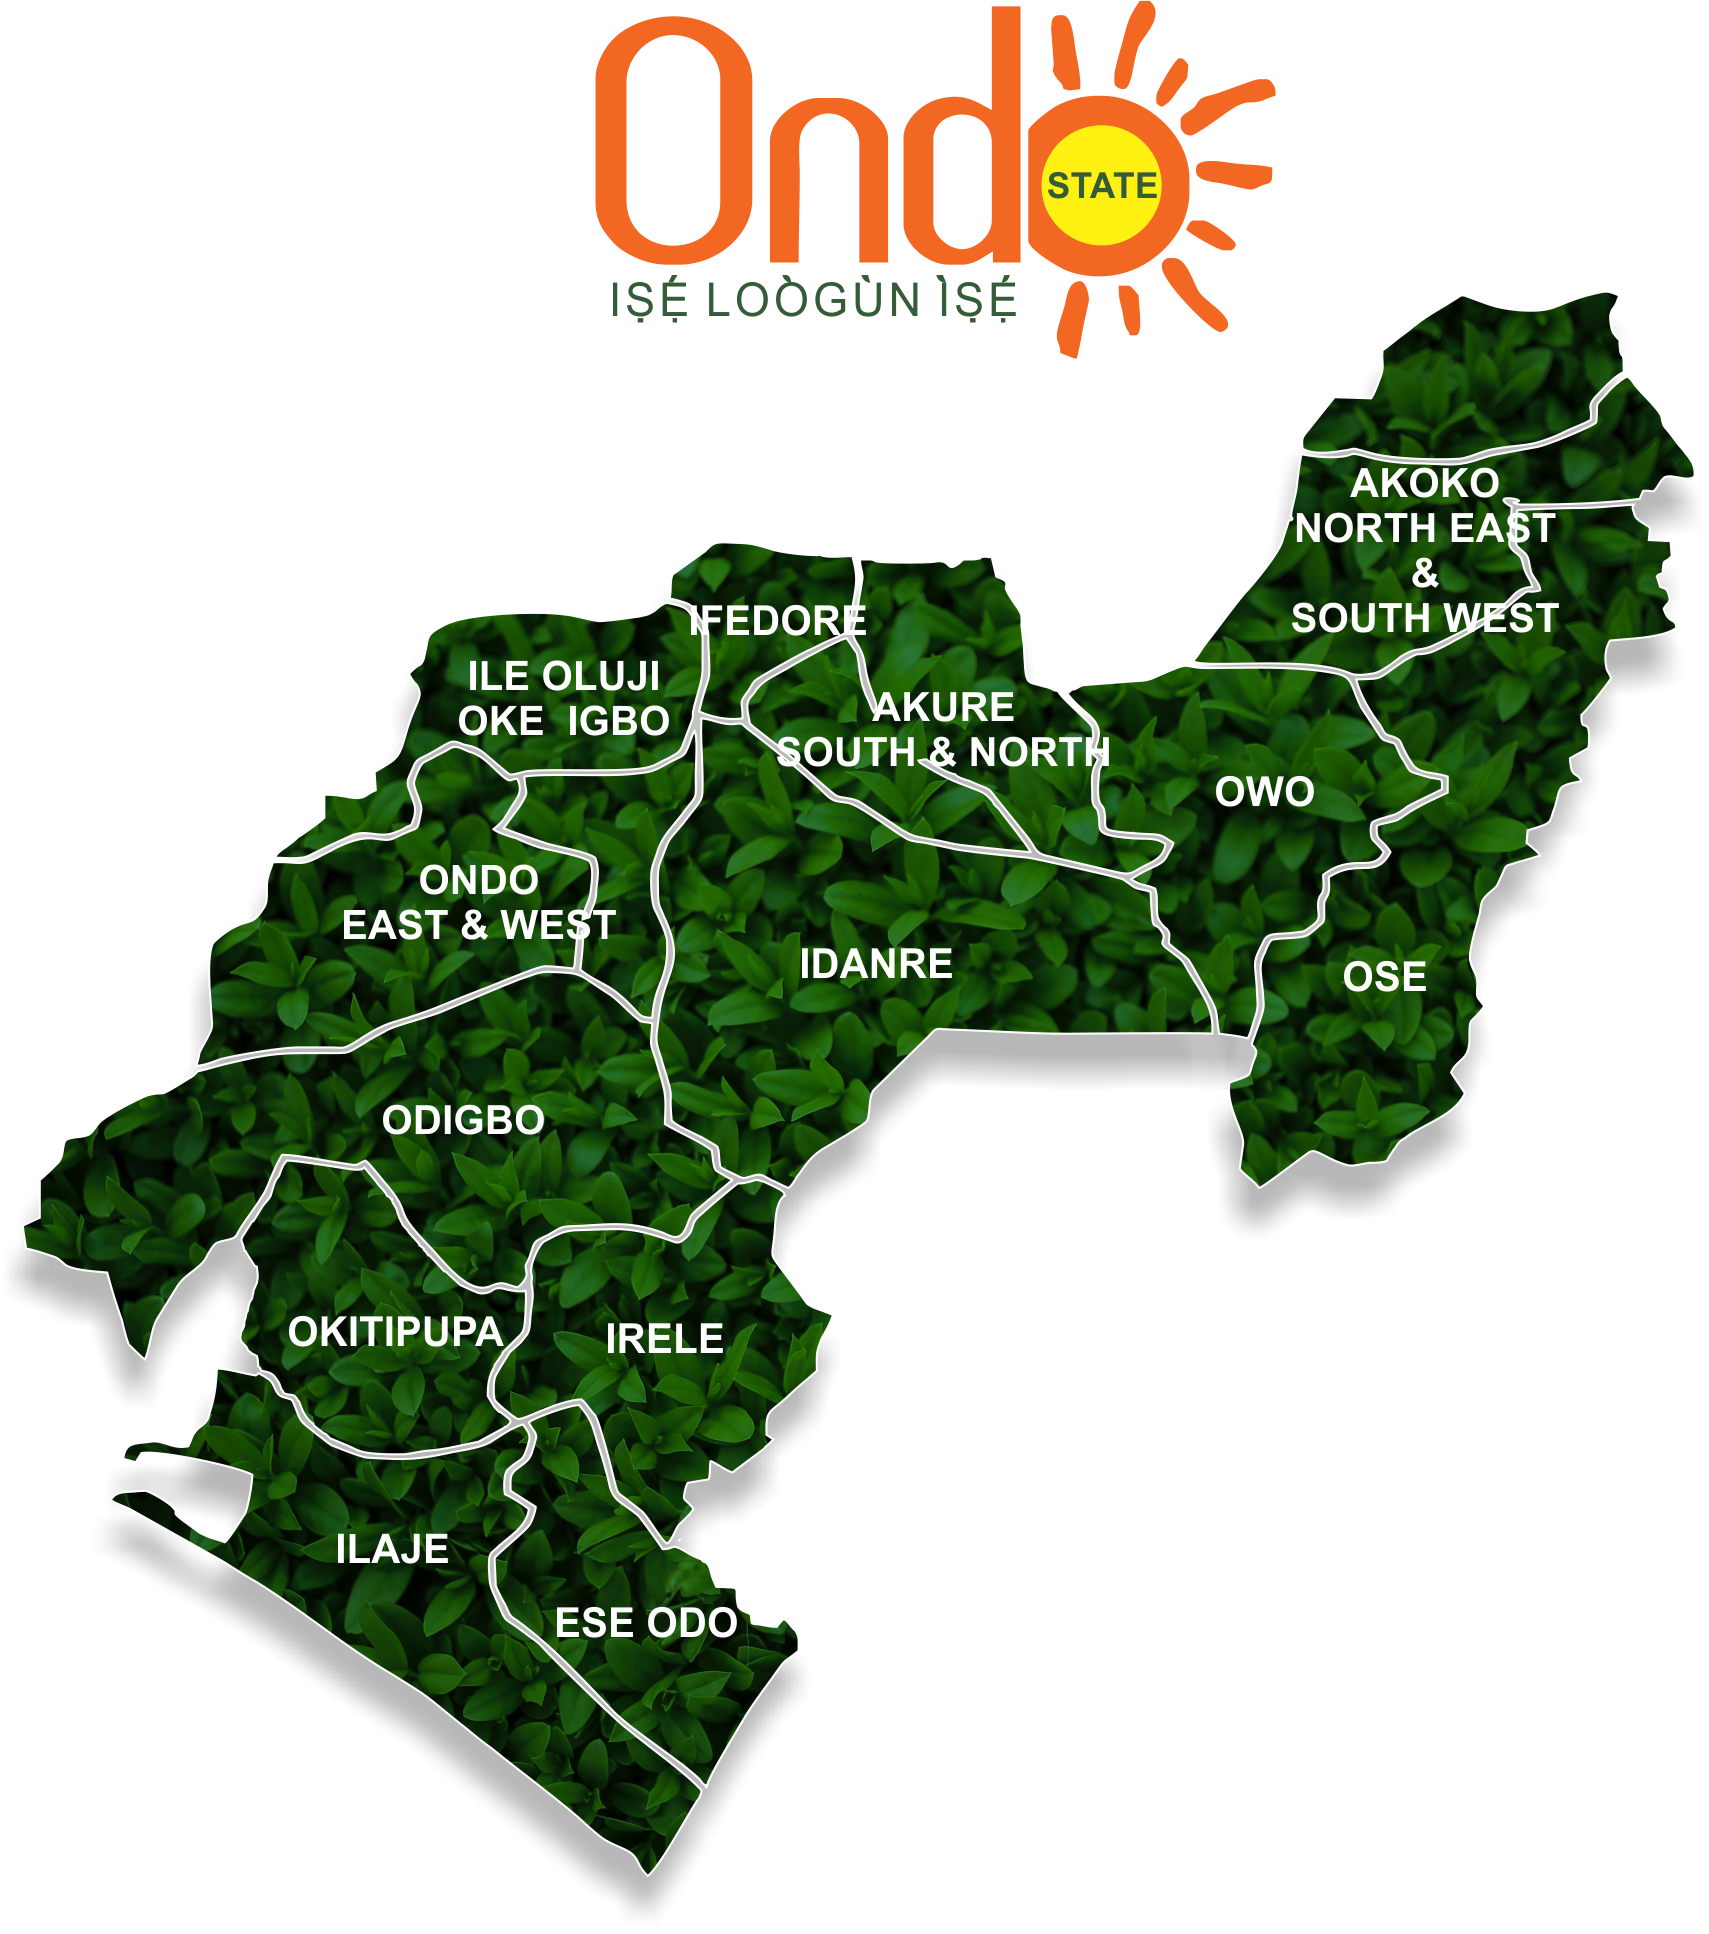 Ondo
STATE
IṢẸ́ LOÒGÙN ÌṢẸ́
AKOKO
NORTH EAST
&
SOUTH WEST
IFEDORE
ILE OLUJI
OKE IGBO
AKURE
SOUTH & NORTH
OWO
ONDO
EAST & WEST
IDANRE
OSE
ODIGBO
OKITIPUPA
IRELE
ILAJE
ESE ODO